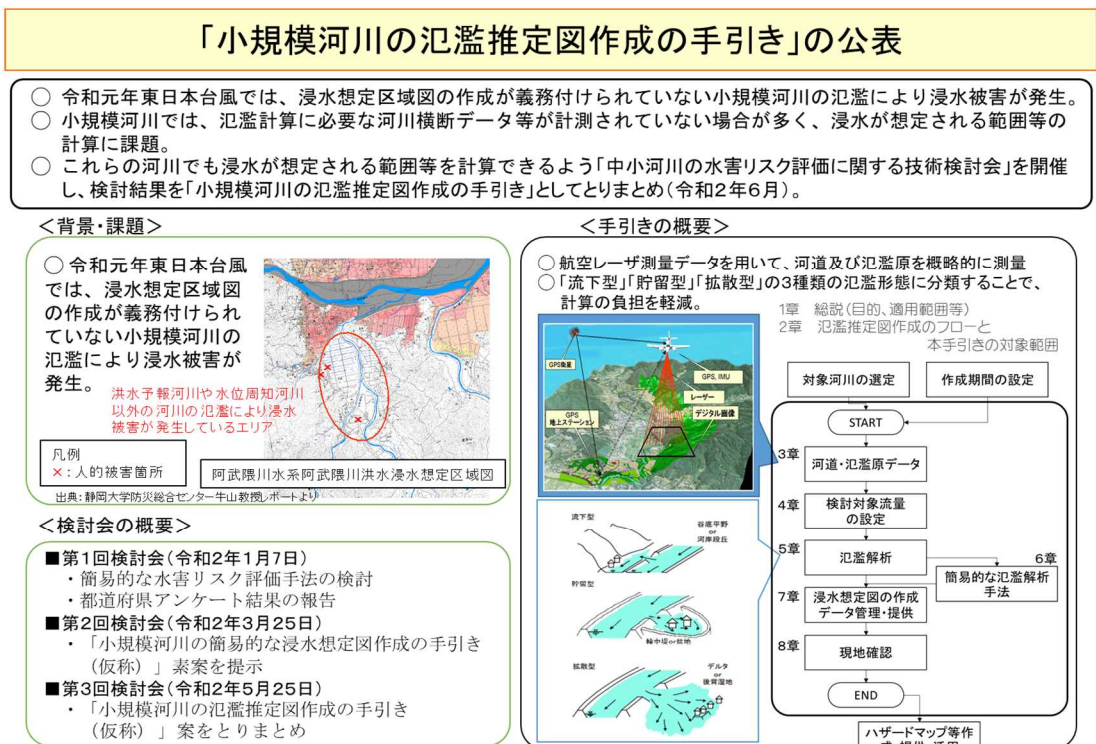 「小規模河川の氾濫推定図作成の手引き」の公表
○ 令和元年東日本台風では、浸水想定区域図の作成が義務付けられていない小規模河川の氾濫により浸水被害が発生。
○ 小規模河川では、氾濫計算に必要な河川横断データ等が計測されていない場合が多く、浸水が想定される範囲等の
計算に課題。
○ これらの河川でも浸水が想定される範囲等を計算できるよう「中小河川の水害リスク評価に関する技術検討会」を開催
し、検討結果を「小規模河川の氾濫推定図作成の手引き」としてとりまとめ(令和2年6月)。
<背景・課題>
○ 令和元年東日本台風
では、浸水想定区域図
の作成が義務付けられ
ていない小規模河川の
氾濫により浸水被害が
発生。
洪水予報河川や水位周知河川
以外の河川の氾濫により浸水
被害が発生しているエリア
凡例
×:人的被害箇所
阿武隈川水系阿武隈川洪水浸水想定区域図
出典:静岡大学防災総合センター牛山教授レポートより
<検討会の概要>
■第1回検討会(令和2年1月7日)
・簡易的な水害リスク評価手法の検討
・都道府県アンケート結果の報告
■第2回検討会(令和2年3月25日)
・「小規模河川の簡易的な浸水想定図作成の手引き
(仮称)」素案を提示
■第3回検討会(令和2年5月25日)
・「小規模河川の氾濫推定図作成の手引き
(仮称)」案をとりまとめ
<手引きの概要>
○ 航空レーザ測量データを用いて、河道及び氾濫原を概略的に測量
○「流下型」「貯留型」「拡散型」の3種類の氾濫形態に分類することで、
計算の負担を軽減。
GPS衛星
GPS, IMU
レーザー
デジタル画像
GPS
地上ステーション
流下型
谷底平野
or
河岸段丘
貯留型
輪中堤or盆地
拡散型
デルタ
or
後背湿地
1章 総説(目的、適用範囲等)
2章 氾濫推定図作成のフローと
本手引きの対象範囲
対象河川の選定
作成期間の設定
START
3章
河道・氾濫原データ
4章
検討対象流量
の設定
5章
氾濫解析
6章
簡易的な氾濫解析
手法
7章
浸水想定図の作成
データ管理・提供
8章
現地確認
END
ハザードマップ等作